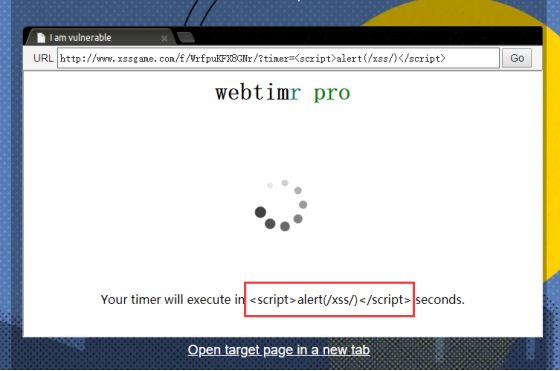 I am vulnerable
URL http://www.xssgame.com/f/WrfpuKFX8GNr/?timer=<script>alert(/xss/)</script> Go
webtimr pro
Your timer will execute in <script>alert(/xss/)</script> seconds.
Open target page in a new tab